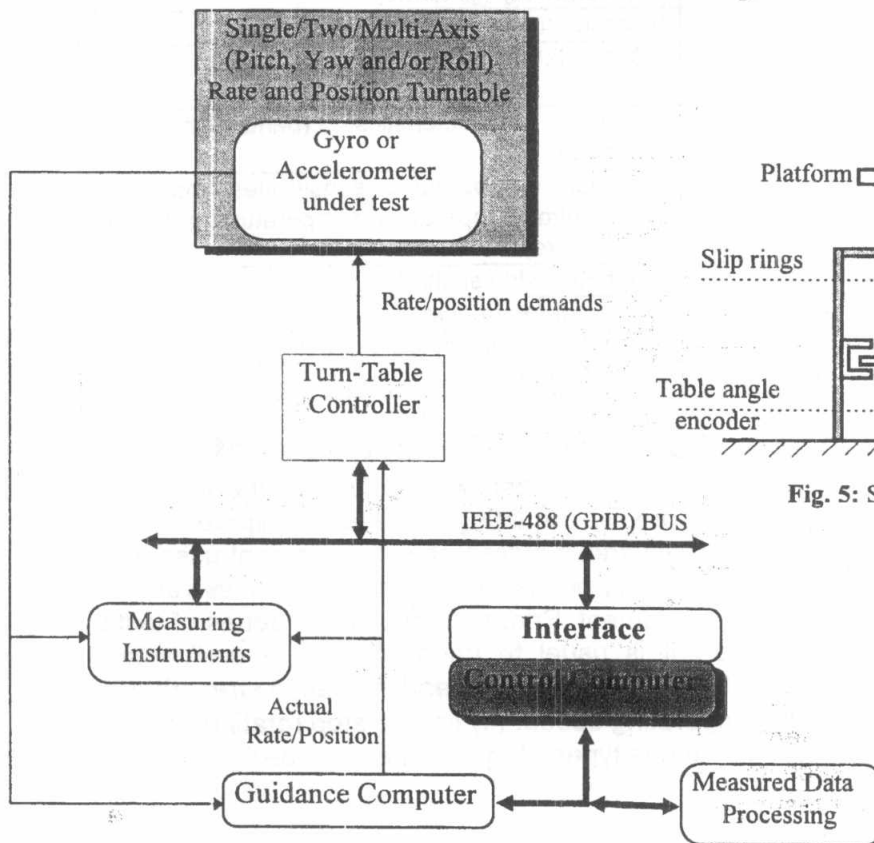 Single/Two/Multi-Axis
(Pitch, Yaw and/or Roll)
Rate and Position Turntable
Gyro or
Accelerometer
under test
Rate/position demands
Turn-Table
Controller
IEEE-488 (GPIB) BUS
Measuring
Instruments
Interface
Control Computer
Actual
Rate/Position
Guidance Computer
Measured Data
Processing
Platform
Slip rings
Table angle
encoder
Fig. 5: S